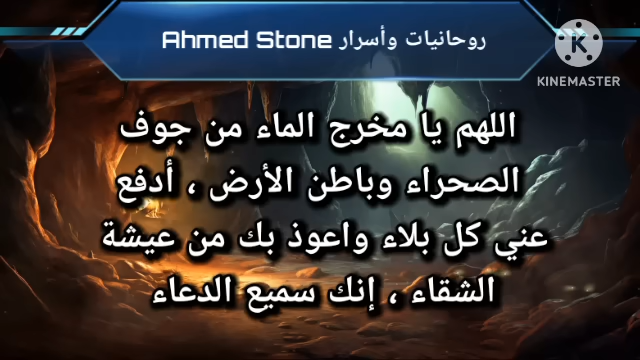 روحانيات وأسرار Ahmed Stone
KINEMASTER
اللهم يا مخرج الماء من جوف
الصحراء وباطن الأرض ، أدفع
عني كل بلاء واعوذ بك من عيشة
الشقاء ، إنك سميع الدعاء